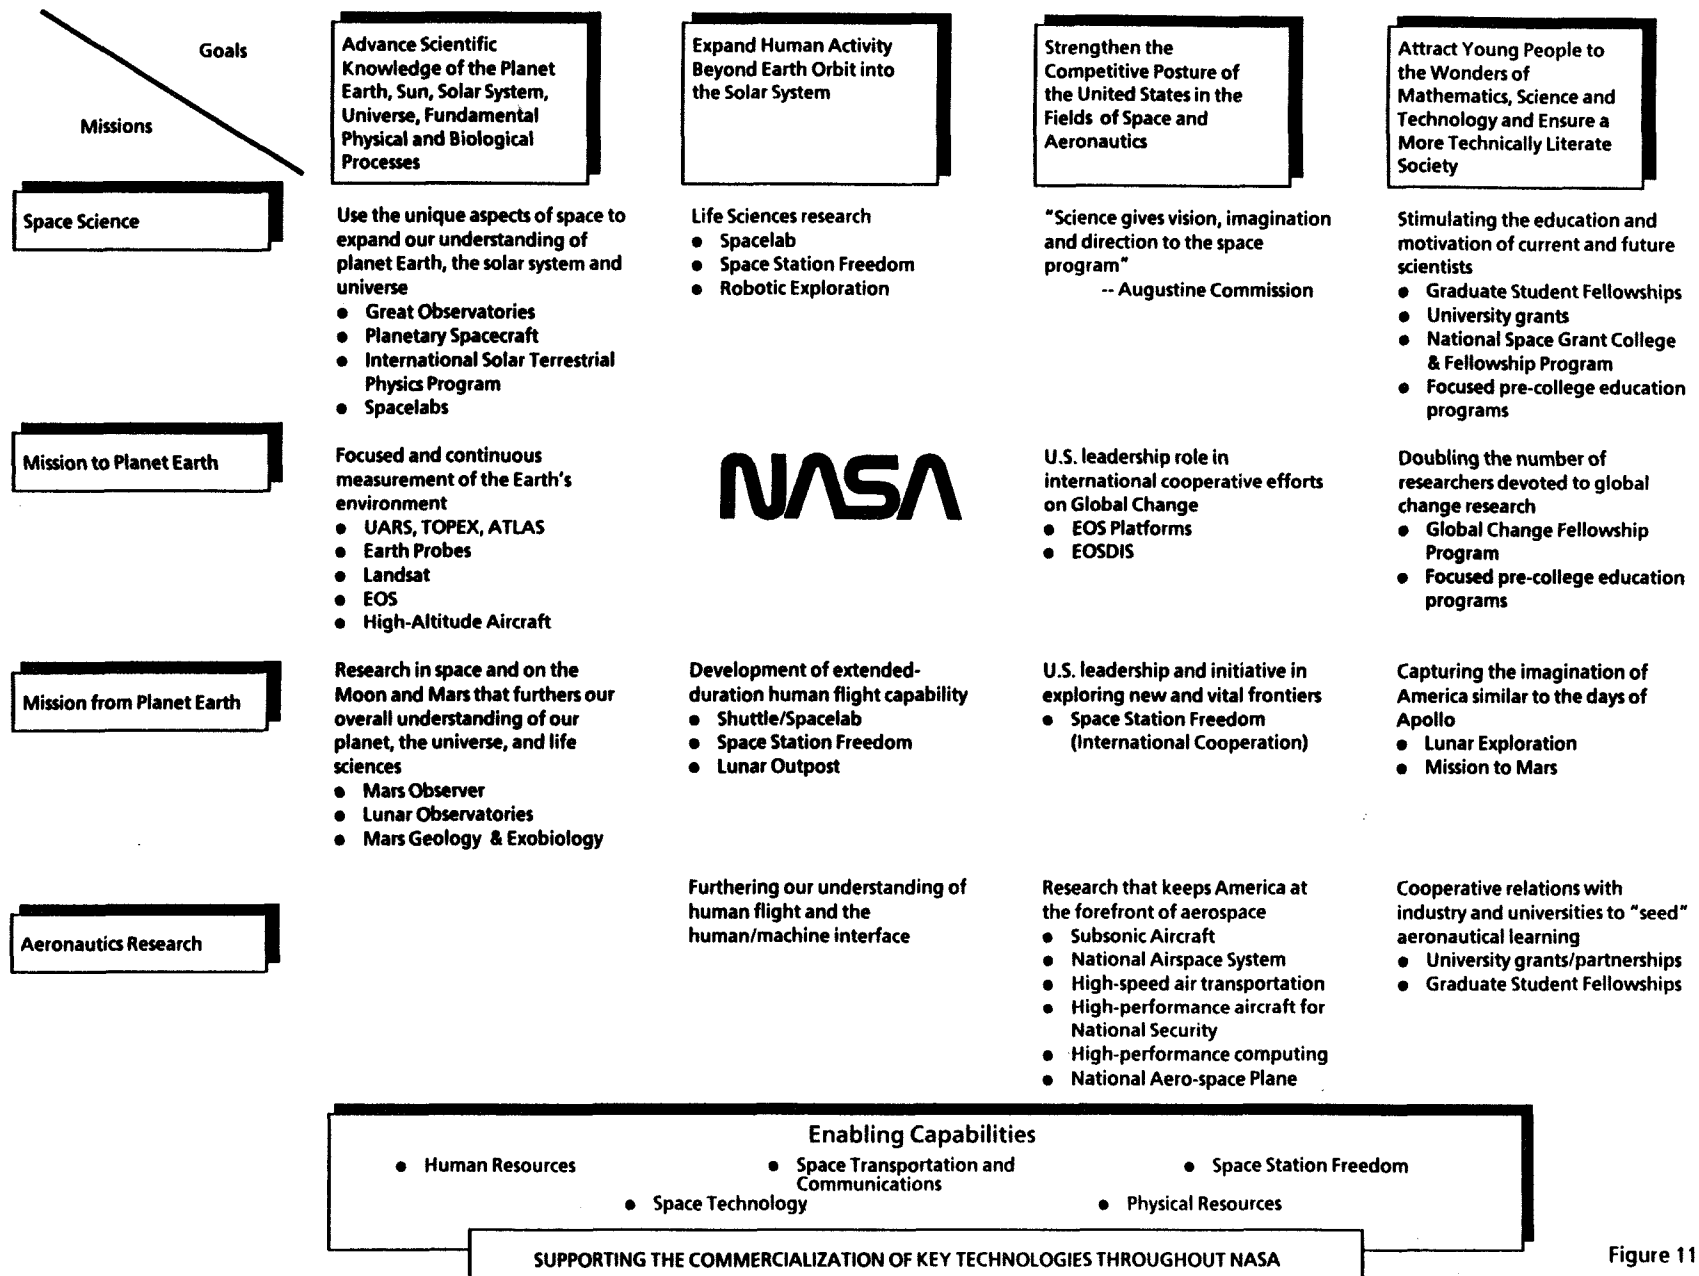 Goals
Missions
Advance Scientific
Knowledge of the Planet
Earth, Sun, Solar System,
Universe, Fundamental
Physical and Biological
Processes
Expand Human Activity
Beyond Earth Orbit into
the Solar System
Strengthen the
Competitive Posture of
the United States in the
Fields of Space and
Aeronautics
Attract Young People to
the Wonders of
Mathematics, Science and
Technology and Ensure a
More Technically Literate
Society
Space Science
Use the unique aspects of space to
expand our understanding of
planet Earth, the solar system and
universe
● Great Observatories
● Planetary Spacecraft
● International Solar Terrestrial
Physics Program
● Spacelabs
Life Sciences research
● Spacelab
● Space Station Freedom
● Robotic Exploration
"Science gives vision, imagination
and direction to the space
program"
-- Augustine Commission
Stimulating the education and
motivation of current and future
scientists
● Graduate Student Fellowships
● University grants
● National Space Grant College
& Fellowship Program
● Focused pre-college education
programs
Mission to Planet Earth
Focused and continuous
measurement of the Earth's
environment
● UARS, TOPEX, ATLAS
● Earth Probes
● Landsat
● EOS
● High-Altitude Aircraft
NASA
U.S. leadership role in
international cooperative efforts
on Global Change
● EOS Platforms
● EOSDIS
Doubling the number of
researchers devoted to global
change research
● Global Change Fellowship
Program
● Focused pre-college education
programs
Mission from Planet Earth
Research in space and on the
Moon and Mars that furthers our
overall understanding of our
planet, the universe, and life
sciences
● Mars Observer
● Lunar Observatories
● Mars Geology & Exobiology
Development of extended-
duration human flight capability
● Shuttle/Spacelab
● Space Station Freedom
● Lunar Outpost
U.S. leadership and initiative in
exploring new and vital frontiers
● Space Station Freedom
(International Cooperation)
Capturing the imagination of
America similar to the days of
Apollo
● Lunar Exploration
● Mission to Mars
Aeronautics Research
Furthering our understanding of
human flight and the
human/machine interface
Research that keeps America at
the forefront of aerospace
● Subsonic Aircraft
● National Airspace System
● High-speed air transportation
● High-performance aircraft for
National Security
● High-performance computing
● National Aero-space Plane
Cooperative relations with
industry and universities to "seed"
aeronautical learning
● University grants/partnerships
● Graduate Student Fellowships
Enabling Capabilities
● Human Resources
● Space Transportation and
Communications
● Space Station Freedom
● Space Technology
● Physical Resources
SUPPORTING THE COMMERCIALIZATION OF KEY TECHNOLOGIES THROUGHOUT NASA
Figure 11